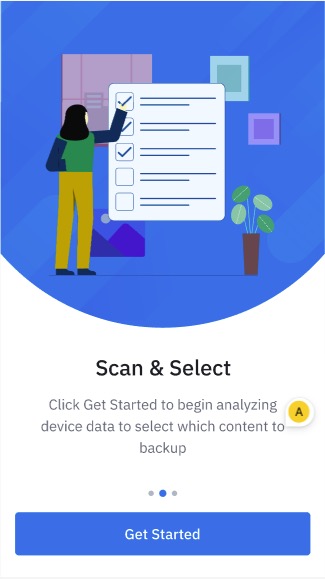 Scan & Select
Click Get Started to begin analyzing
device data to select which content to
backup
A
Get Started